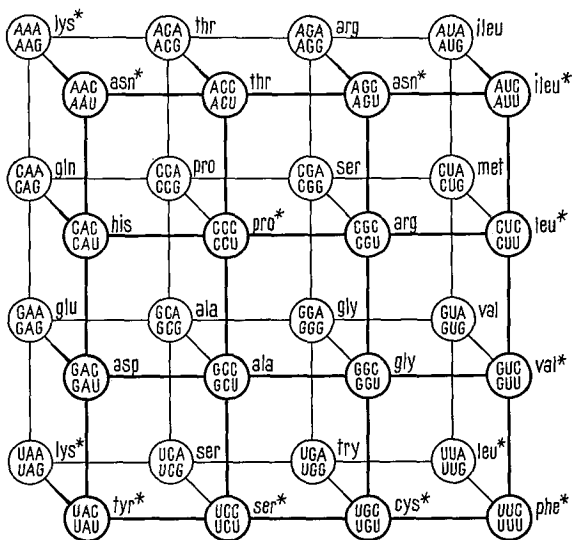 AAA AAG lys* ACA ACG thr AGA AGG arg AUA AUG ileu
AAC AAU asn* ACC ACU thr AGC AGU asn* AUC AUU ileu*
CAA CAG gln CCA CCG pro CGA CGG ser CUA CUG met
CAC CAU his CCC CCU pro* CGC CGU arg CUC CUU leu*
GAA GAG glu GCA GCG ala GGA GGG gly GUA GUG val
GAC GAU asp GCC GCU ala GGC GGU gly GUC GUU val*
UAA UAG lys* UCA UCG ser UGA UGG try UUA UUG leu*
UAC UAU tyr* UCC UCU ser* UGC UGU cys* UUC UUU phe*